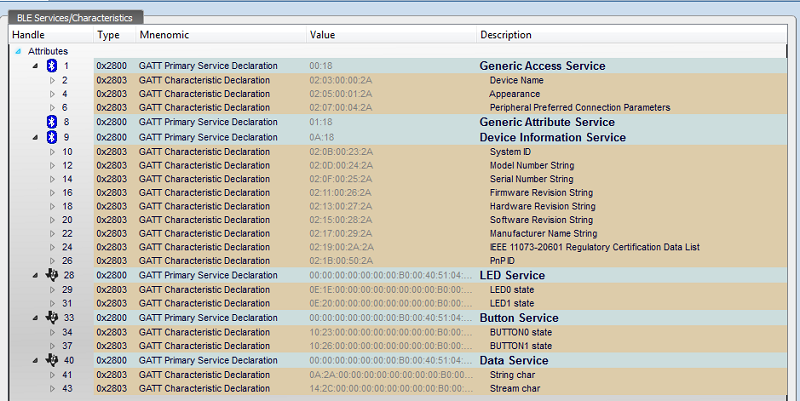 BLE Services/Characteristics
Handle Type Mnenomic Value Description
Attributes
1 0x2800 GATT Primary Service Declaration 00:18 Generic Access Service
2 0x2803 GATT Characteristic Declaration 02:03:00:00:2A Device Name
4 0x2803 GATT Characteristic Declaration 02:05:00:01:2A Appearance
6 0x2803 GATT Characteristic Declaration 02:07:00:04:2A Peripheral Preferred Connection Parameters
8 0x2800 GATT Primary Service Declaration 01:18 Generic Attribute Service
9 0x2800 GATT Primary Service Declaration 0A:18 Device Information Service
10 0x2803 GATT Characteristic Declaration 02:0B:00:23:2A System ID
12 0x2803 GATT Characteristic Declaration 02:0D:00:24:2A Model Number String
14 0x2803 GATT Characteristic Declaration 02:0F:00:25:2A Serial Number String
16 0x2803 GATT Characteristic Declaration 02:11:00:26:2A Firmware Revision String
18 0x2803 GATT Characteristic Declaration 02:13:00:27:2A Hardware Revision String
20 0x2803 GATT Characteristic Declaration 02:15:00:28:2A Software Revision String
22 0x2803 GATT Characteristic Declaration 02:17:00:29:2A Manufacturer Name String
24 0x2803 GATT Characteristic Declaration 02:19:00:2A:2A IEEE 11073-20601 Regulatory Certification Data List
26 0x2803 GATT Characteristic Declaration 02:1B:00:50:2A PnP ID
28 0x2800 GATT Primary Service Declaration 00:00:00:00:00:00:00:B0:00:40:51:04:... LED Service
29 0x2803 GATT Characteristic Declaration 0E:1E:00:00:00:00:00:00:00:00:B0:00:... LED0 state
31 0x2803 GATT Characteristic Declaration 0E:20:00:00:00:00:00:00:00:00:B0:00:... LED1 state
33 0x2800 GATT Primary Service Declaration 00:00:00:00:00:00:00:B0:00:40:51:04:... Button Service
34 0x2803 GATT Characteristic Declaration 10:23:00:00:00:00:00:00:00:00:B0:00:... BUTTON0 state
37 0x2803 GATT Characteristic Declaration 10:26:00:00:00:00:00:00:00:00:B0:00:... BUTTON1 state
40 0x2800 GATT Primary Service Declaration 00:00:00:00:00:00:00:B0:00:40:51:04:... Data Service
41 0x2803 GATT Characteristic Declaration 0A:2A:00:00:00:00:00:00:00:00:B0:00:... String char
43 0x2803 GATT Characteristic Declaration 14:2C:00:00:00:00:00:00:00:00:B0:00:... Stream char